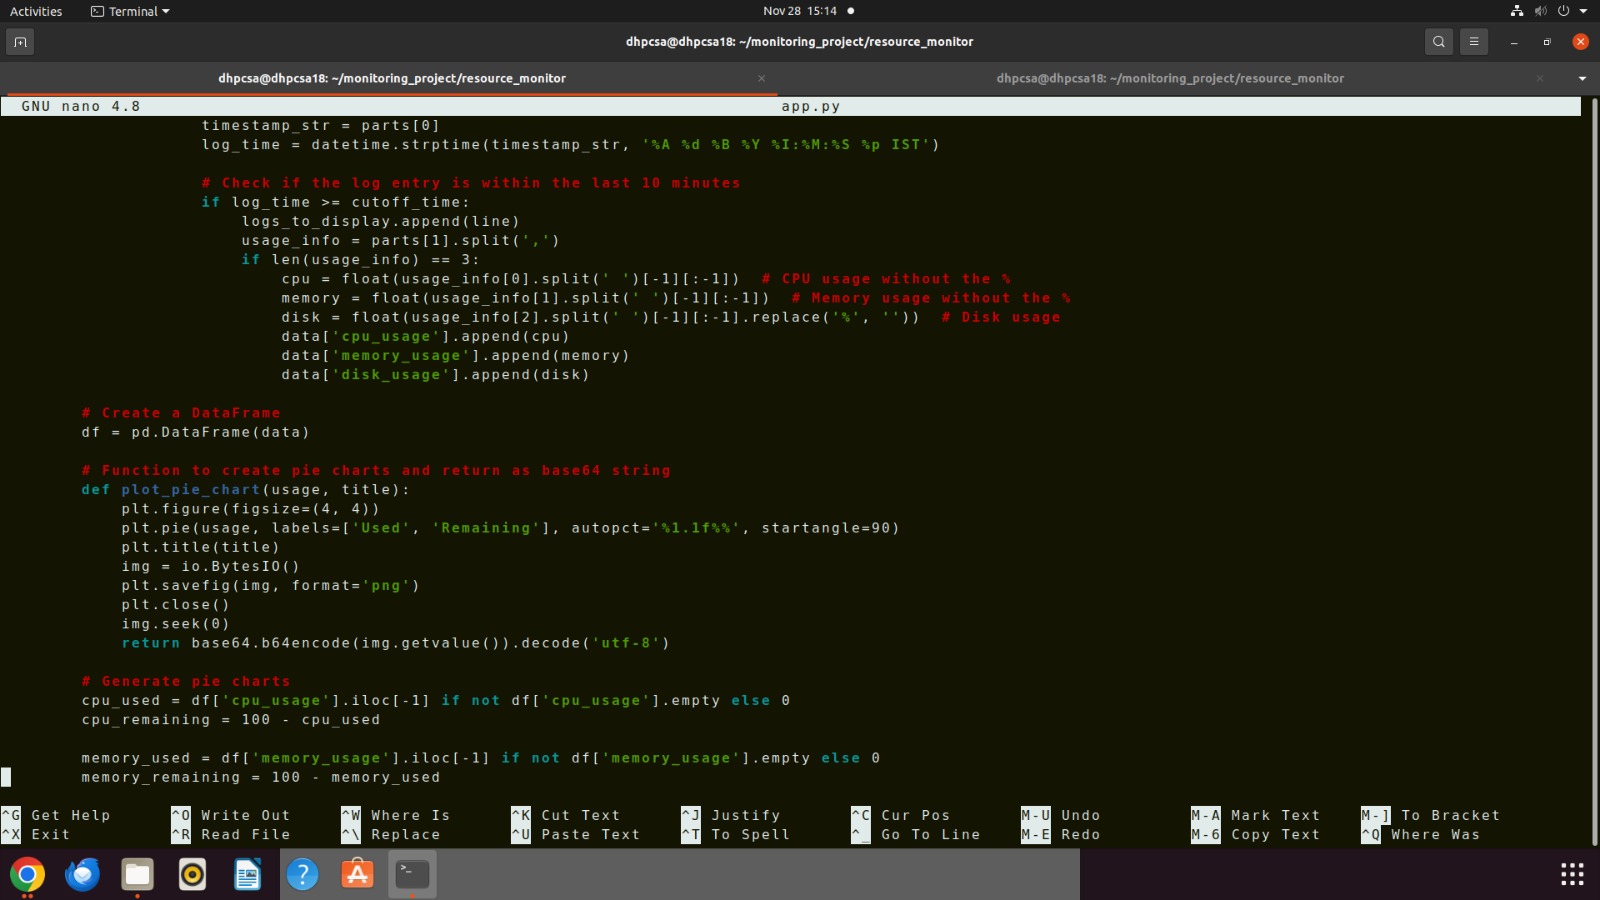 Activities Terminal Nov 28 15:14
dhpcsa@dhpcsa18: ~/monitoring_project/resource_monitor
dhpcsa@dhpcsa18: ~/monitoring_project/resource_monitor × dhpcsa@dhpcsa18: ~/monitoring_project/resource_monitor ×
GNU nano 4.8 app.py
timestamp_str = parts[0]
log_time = datetime.strptime(timestamp_str, '%A %d %B %Y %I:%M:%S %p IST')
# Check if the log entry is within the last 10 minutes
if log_time >= cutoff_time:
logs_to_display.append(line)
usage_info = parts[1].split(',')
if len(usage_info) == 3:
cpu = float(usage_info[0].split(' ')[-1][:-1])  # CPU usage without the %
memory = float(usage_info[1].split(' ')[-1][:-1])  # Memory usage without the %
disk = float(usage_info[2].split(' ')[-1][:-1].replace('%', ''))  # Disk usage
data['cpu_usage'].append(cpu)
data['memory_usage'].append(memory)
data['disk_usage'].append(disk)
# Create a DataFrame
df = pd.DataFrame(data)
# Function to create pie charts and return as base64 string
def plot_pie_chart(usage, title):
plt.figure(figsize=(4, 4))
plt.pie(usage, labels=['Used', 'Remaining'], autopct='%1.1f%%', startangle=90)
plt.title(title)
img = io.BytesIO()
plt.savefig(img, format='png')
plt.close()
img.seek(0)
return base64.b64encode(img.getvalue()).decode('utf-8')
# Generate pie charts
cpu_used = df['cpu_usage'].iloc[-1] if not df['cpu_usage'].empty else 0
cpu_remaining = 100 - cpu_used
memory_used = df['memory_usage'].iloc[-1] if not df['memory_usage'].empty else 0
memory_remaining = 100 - memory_used
^G Get Help ^O Write Out ^W Where Is ^K Cut Text ^J Justify ^C Cur Pos M-U Undo M-A Mark Text M-] To Bracket
^X Exit ^R Read File ^\ Replace ^U Paste Text ^T To Spell ^_ Go To Line M-E Redo M-6 Copy Text ^Q Where Was